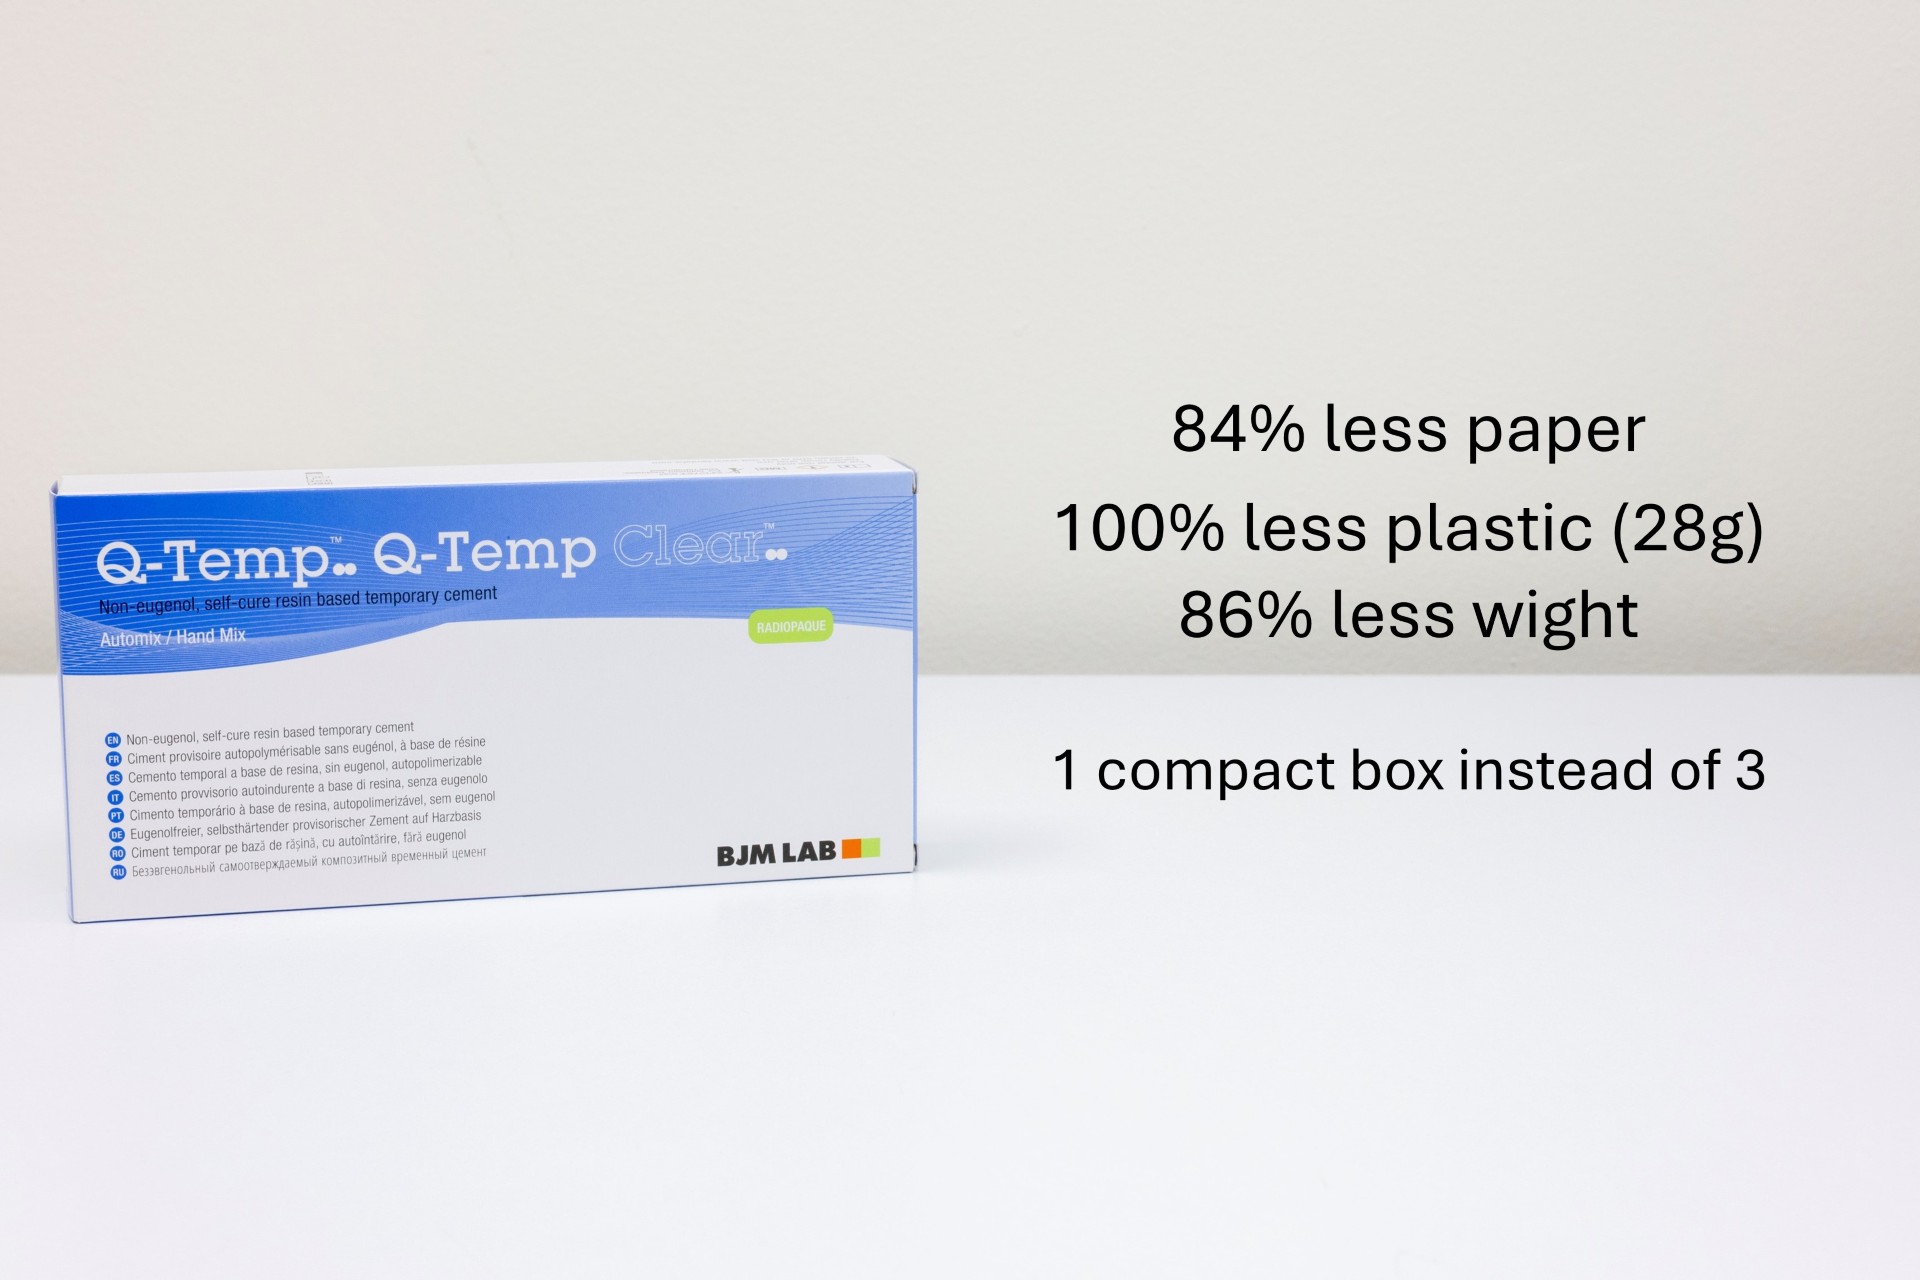 Q-Temp™ Q-Temp Clear™
Non-eugenol, self-cure resin based temporary cement
Automix / Hand Mix
RADIOPAQUE
EN Non-eugenol, self-cure resin based temporary cement
FR Ciment provisoire autopolymérisable sans eugénol, à base de résine
ES Cemento temporal a base de resina, sin eugenol, autopolimerizable
IT Cemento provvisorio autoindurente a base di resina, senza eugenolo
PT Cimento temporário à base de resina, autopolimerizável, sem eugenol
DE Eugenolfreier, selbsthärtender provisorischer Zement auf Harzbasis
RO Ciment temporar pe bază de rășină, cu autoîntărire, fără eugenol
RU Безэвгенольный самоотверждаемый композитный временный цемент
BJM LAB
84% less paper
100% less plastic (28g)
86% less wight
1 compact box instead of 3